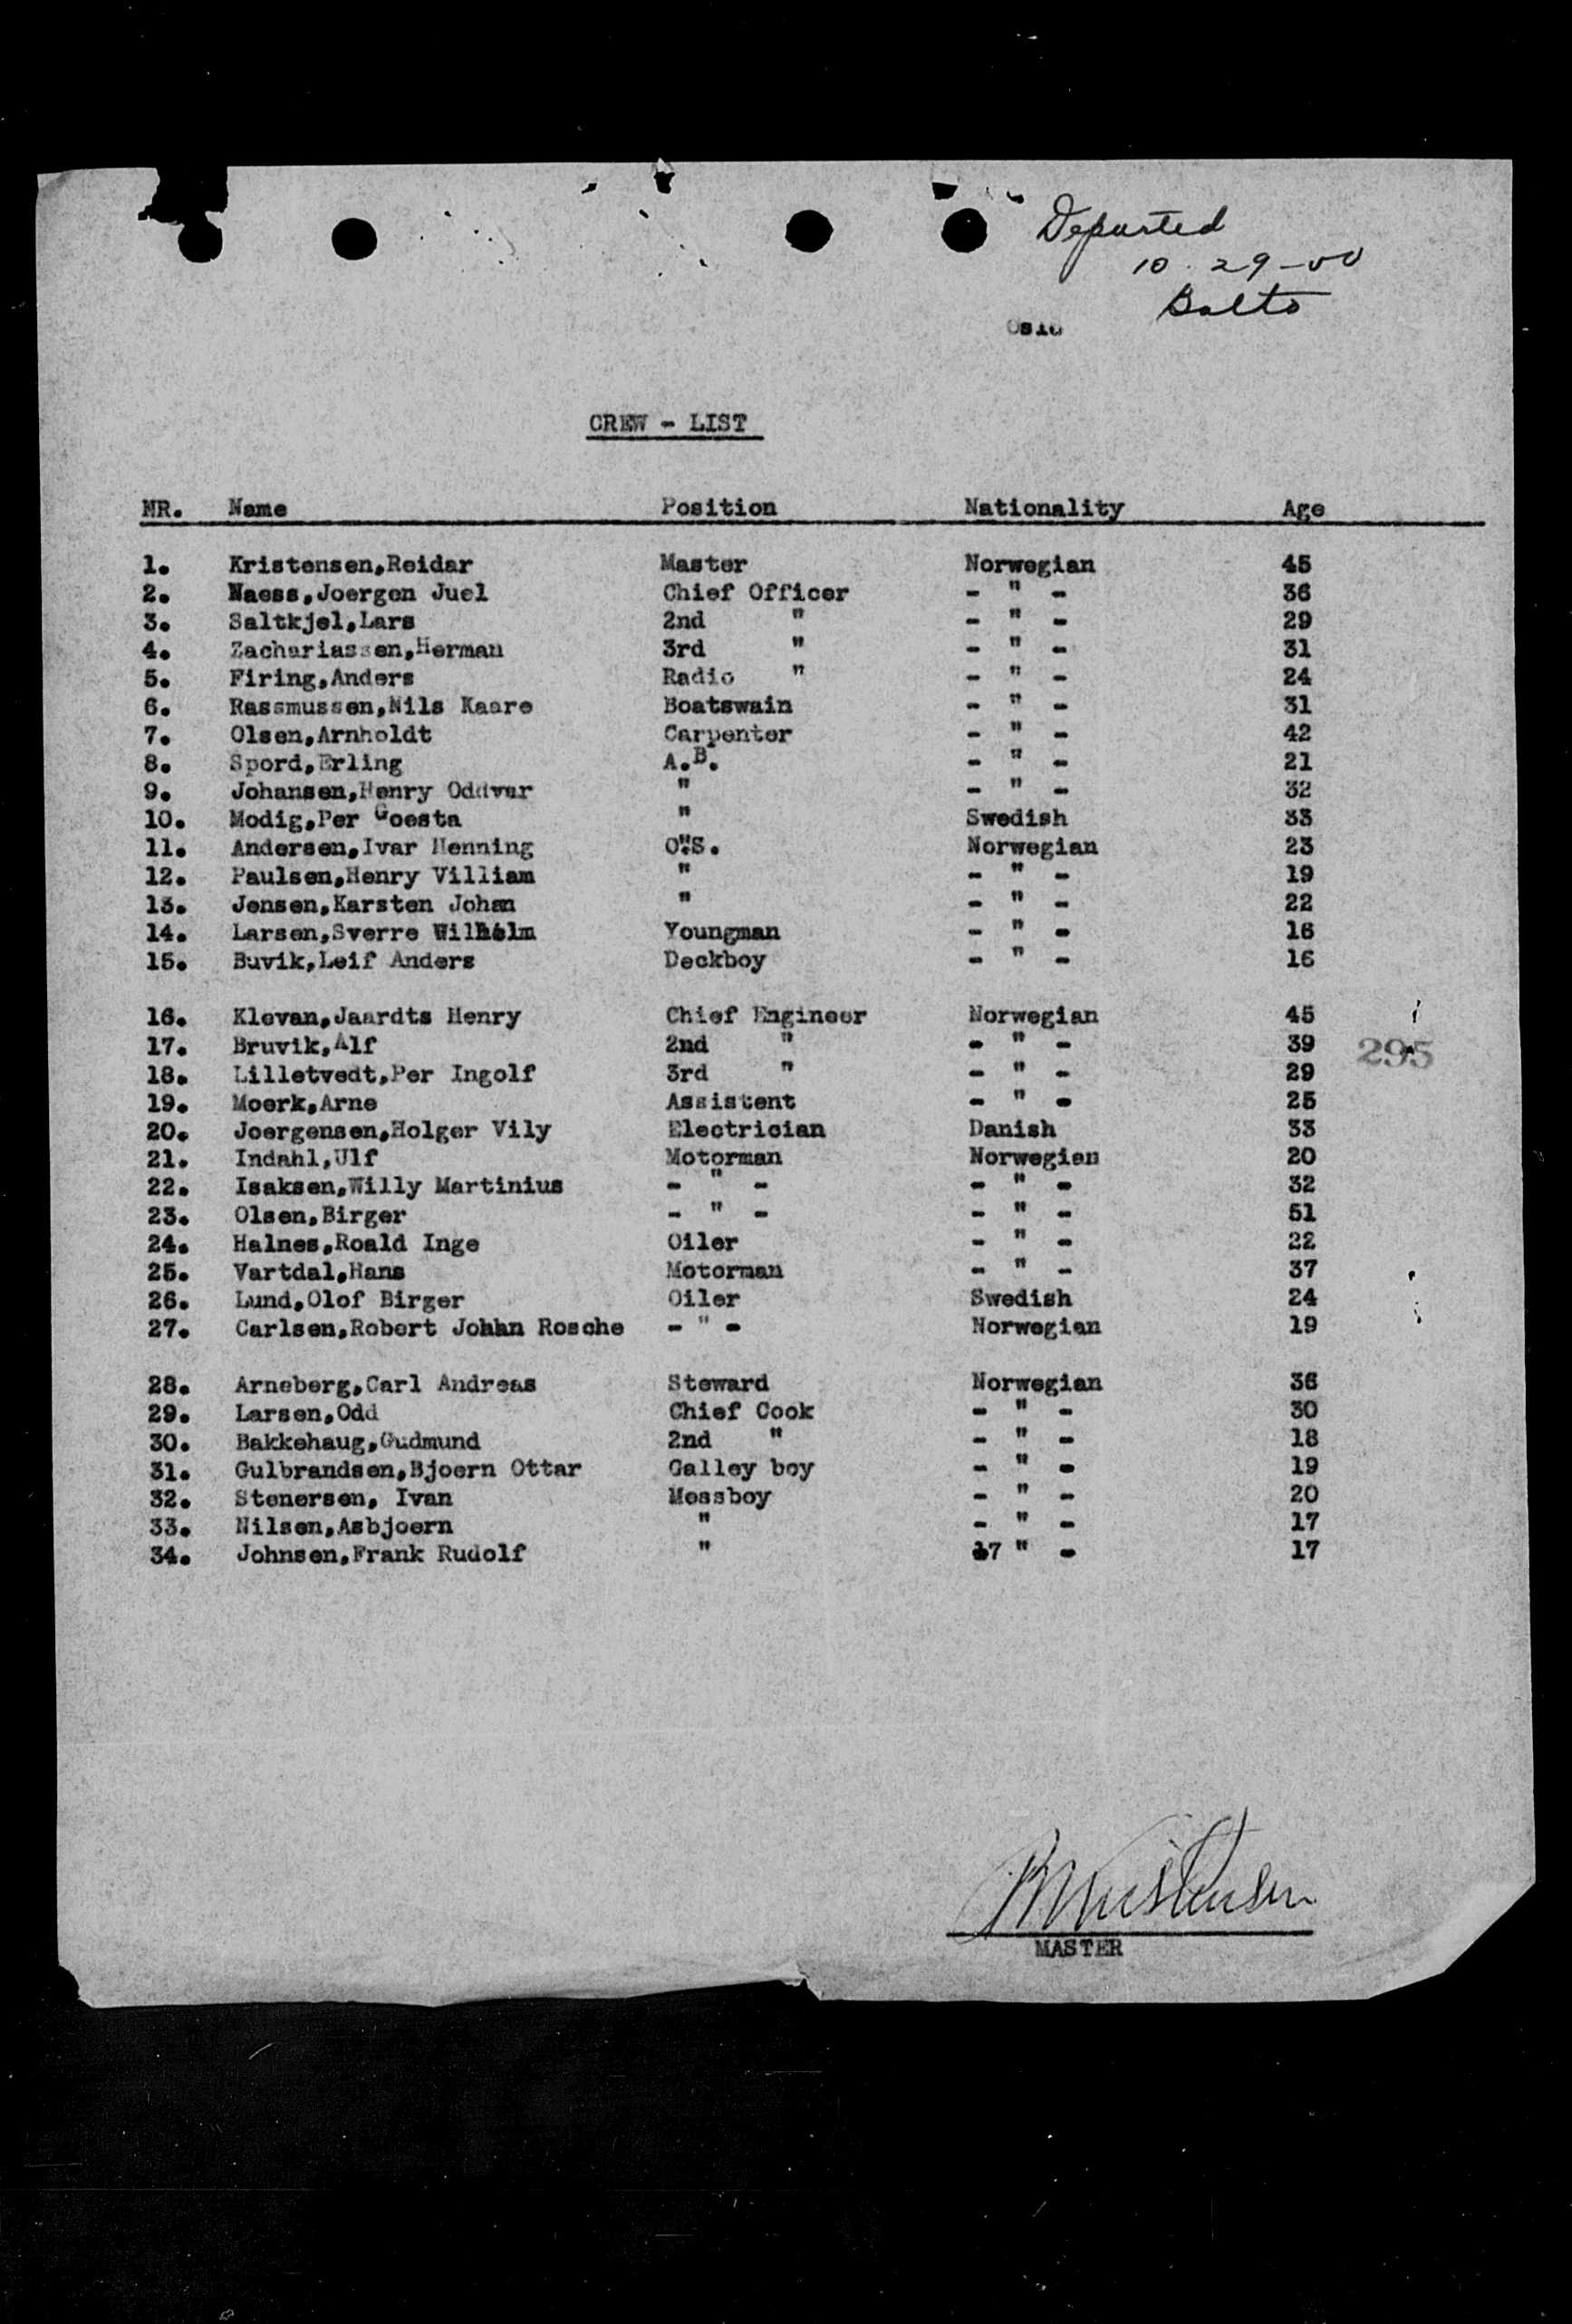 Departed
10-29-50
Balto
Oslo
CREW - LIST
NR. Name Position Nationality Age
1. Kristensen,Reidar Master Norwegian 45
2. Naess,Joergen Juel Chief Officer - " - 36
3. Saltkjel,Lars 2nd " - " - 29
4. Zachariassen,Herman 3rd " - " - 31
5. Firing,Anders Radio " - " - 24
6. Rassmussen,Nils Kaare Boatswain - " - 31
7. Olsen,Arnholdt Carpenter - " - 42
8. Spord,Erling A.B. - " - 21
9. Johansen,Henry Oddvar " - " - 32
10. Modig,Per Goesta " Swedish 33
11. Andersen,Ivar Henning O.S. Norwegian 23
12. Paulsen,Henry Villiam " - " - 19
13. Jensen,Karsten Johan " - " - 22
14. Larsen,Sverre Wilhelm Youngman - " - 16
15. Buvik,Leif Anders Deckboy - " - 16
16. Klevan,Jaardts Henry Chief Engineer Norwegian 45
17. Bruvik,Alf 2nd " - " - 39
295
18. Lilletvedt,Per Ingolf 3rd " - " - 29
19. Moerk,Arne Assistent - " - 25
20. Joergensen,Holger Vily Electrician Danish 33
21. Indahl,Ulf Motorman Norwegian 20
22. Isaksen,Willy Martinius - " - - " - 32
23. Olsen,Birger - " - - " - 51
24. Halnes,Roald Inge Oiler - " - 22
25. Vartdal,Hans Motorman - " - 37
26. Lund,Olof Birger Oiler Swedish 24
27. Carlsen,Robert Johan Rosche - " - Norwegian 19
28. Arneberg,Carl Andreas Steward Norwegian 36
29. Larsen,Odd Chief Cook - " - 30
30. Bakkehaug,Gudmund 2nd " - " - 18
31. Gulbrandsen,Bjoern Ottar Galley boy - " - 19
32. Stenersen, Ivan Messboy - " - 20
33. Nilsen,Asbjoern " - " - 17
34. Johnsen,Frank Rudolf " 17 " - 17
RKristensen
MASTER